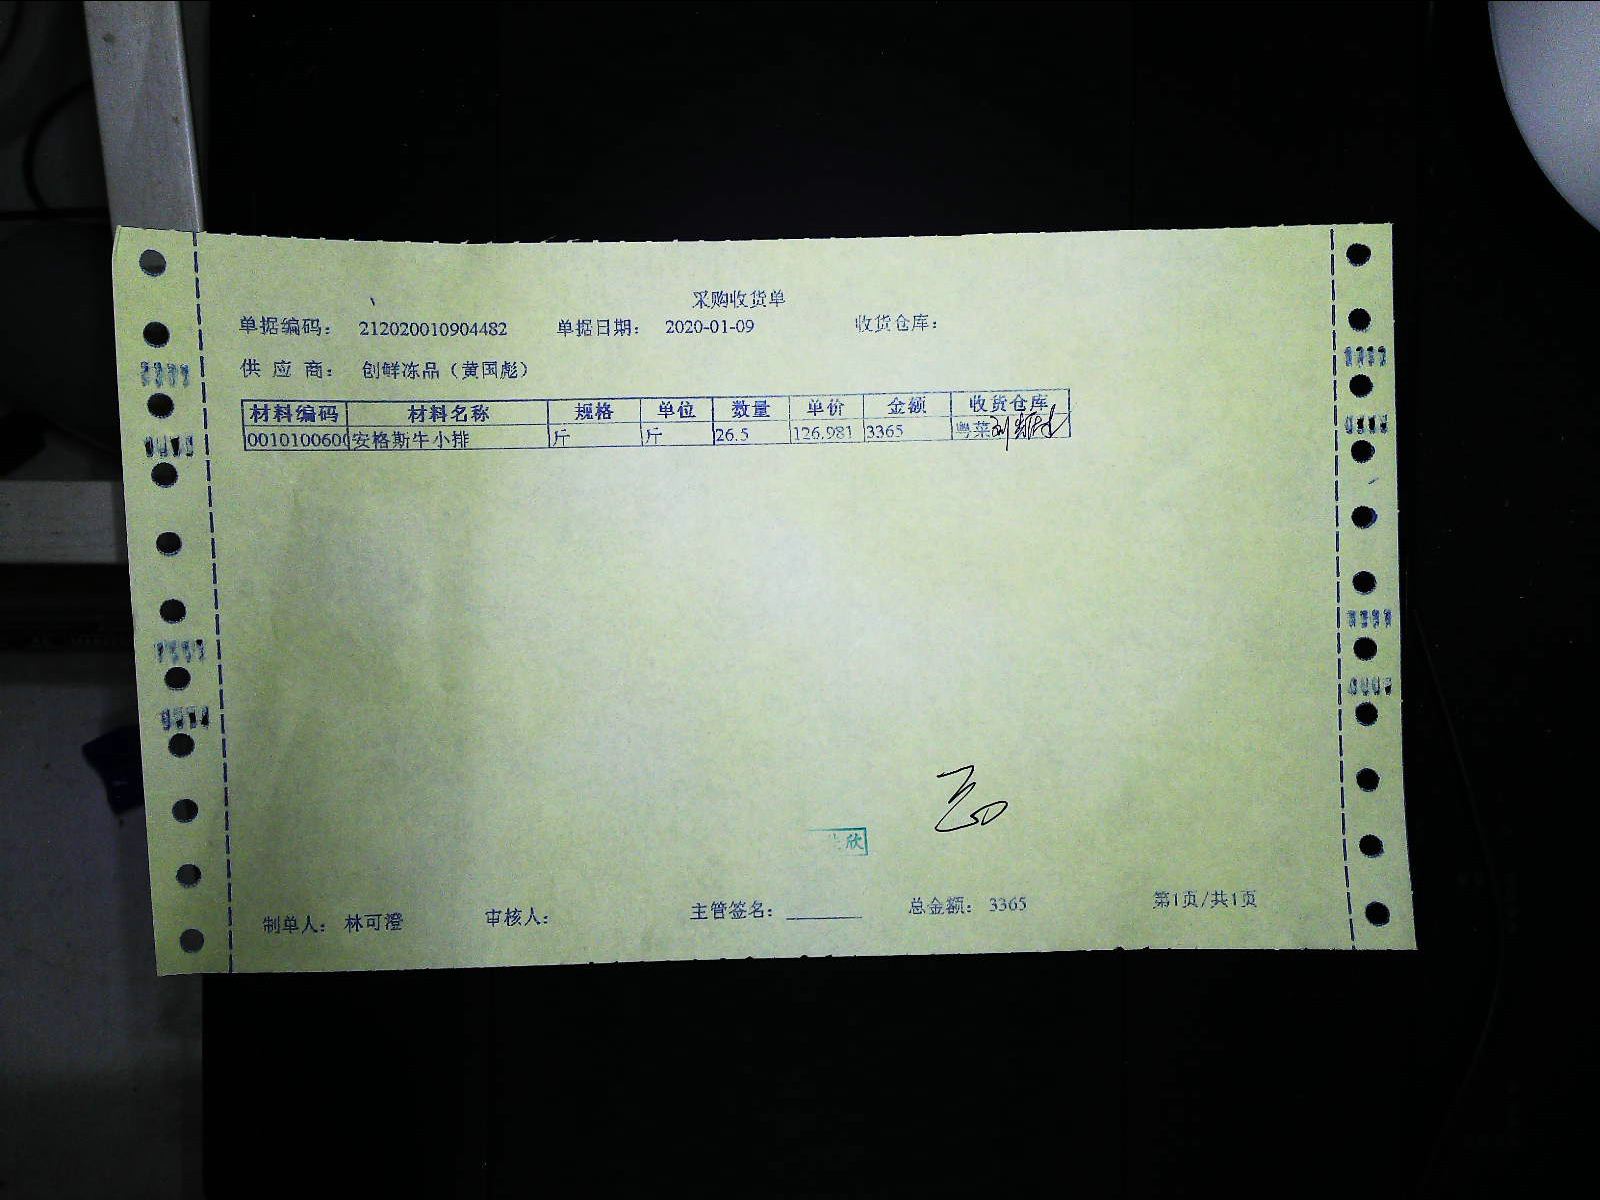 采购收货单
单据编码： 212020010904482 单据日期： 2020-01-09 收货仓库：
供 应 商： 创鲜冻品（黄国彪）
材料编码 材料名称 规格 单位 数量 单价 金额 收货仓库
0010100600 安格斯牛小排 斤 斤 26.5 126.981 3365 粤菜
欣
制单人： 林可澄 审核人： 主管签名： 总金额： 3365 第1页/共1页